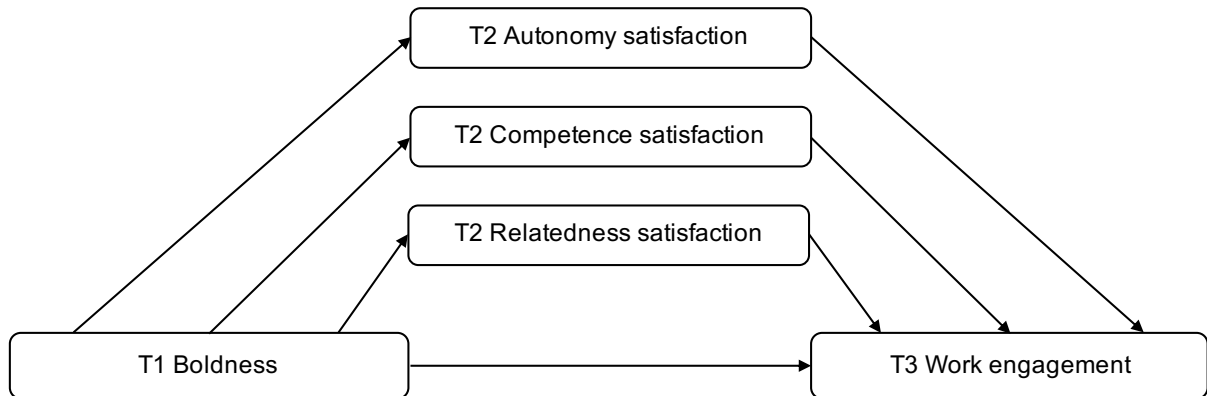 T2 Autonomy satisfaction
T2 Competence satisfaction
T2 Relatedness satisfaction
T1 Boldness
T3 Work engagement